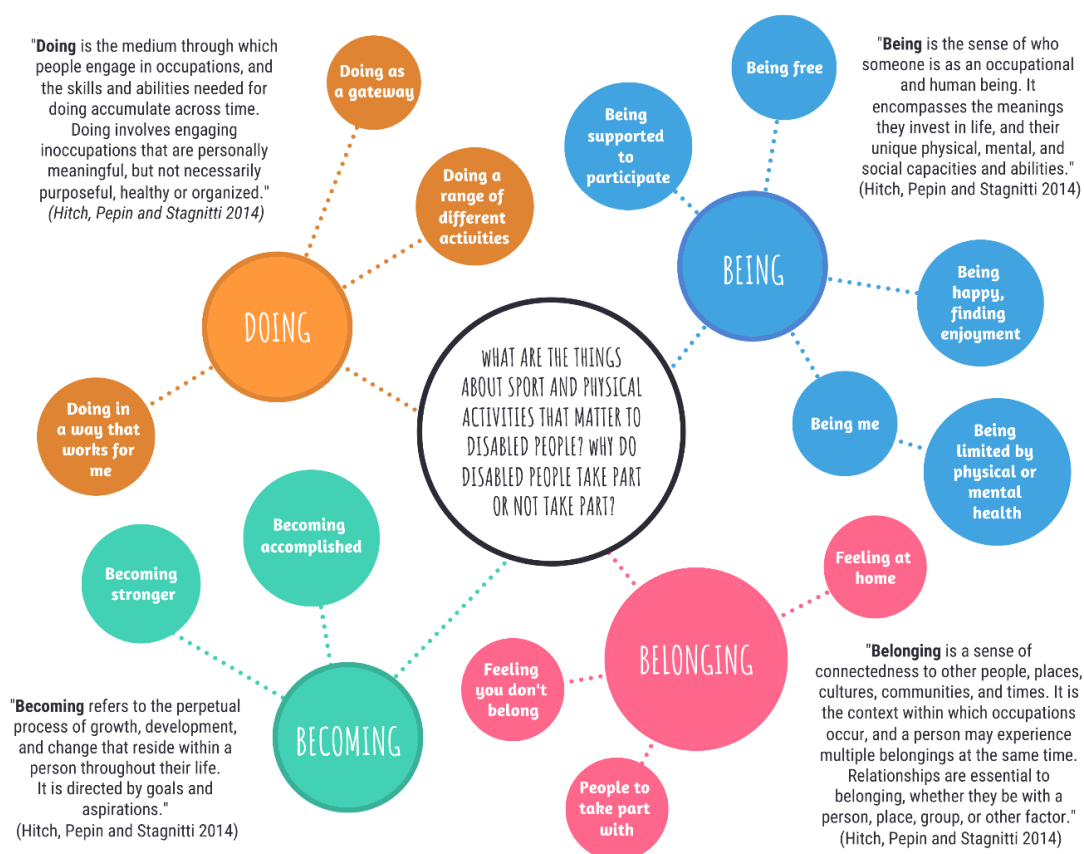 "Doing is the medium through which
people engage in occupations, and
the skills and abilities needed for
doing accumulate across time.
Doing involves engaging
inoccupations that are personally
meaningful, but not necessarily
purposeful, healthy or organized."
(Hitch, Pepin and Stagnitti 2014)
Doing as
a gateway
Doing a
range of
different
activities
DOING
Doing in
a way that
works for
me
Being free
Being
supported
to
participate
"Being is the sense of who
someone is as an occupational
and human being. It
encompasses the meanings
they invest in life, and their
unique physical, mental, and
social capacities and abilities."
(Hitch, Pepin and Stagnitti 2014)
BEING
Being
happy,
finding
enjoyment
Being me
Being
limited by
physical or
mental
health
WHAT ARE THE THINGS
ABOUT SPORT AND PHYSICAL
ACTIVITIES THAT MATTER TO
DISABLED PEOPLE? WHY DO
DISABLED PEOPLE TAKE PART
OR NOT TAKE PART?
Becoming
accomplished
Becoming
stronger
BECOMING
"Becoming refers to the perpetual
process of growth, development,
and change that reside within a
person throughout their life.
It is directed by goals and
aspirations."
(Hitch, Pepin and Stagnitti 2014)
Feeling at
home
BELONGING
Feeling
you don't
belong
People to
take part
with
"Belonging is a sense of
connectedness to other people, places,
cultures, communities, and times. It is
the context within which occupations
occur, and a person may experience
multiple belongings at the same time.
Relationships are essential to
belonging, whether they be with a
person, place, group, or other factor."
(Hitch, Pepin and Stagnitti 2014)